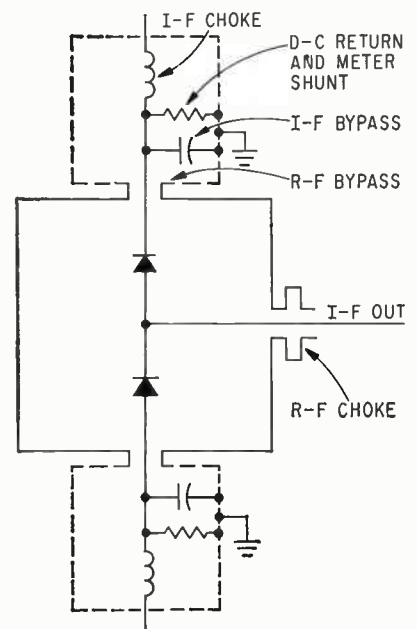 I-F CHOKE
D-C RETURN
AND METER
SHUNT
I-F BYPASS
R-F BYPASS
I-F OUT
R-F CHOKE